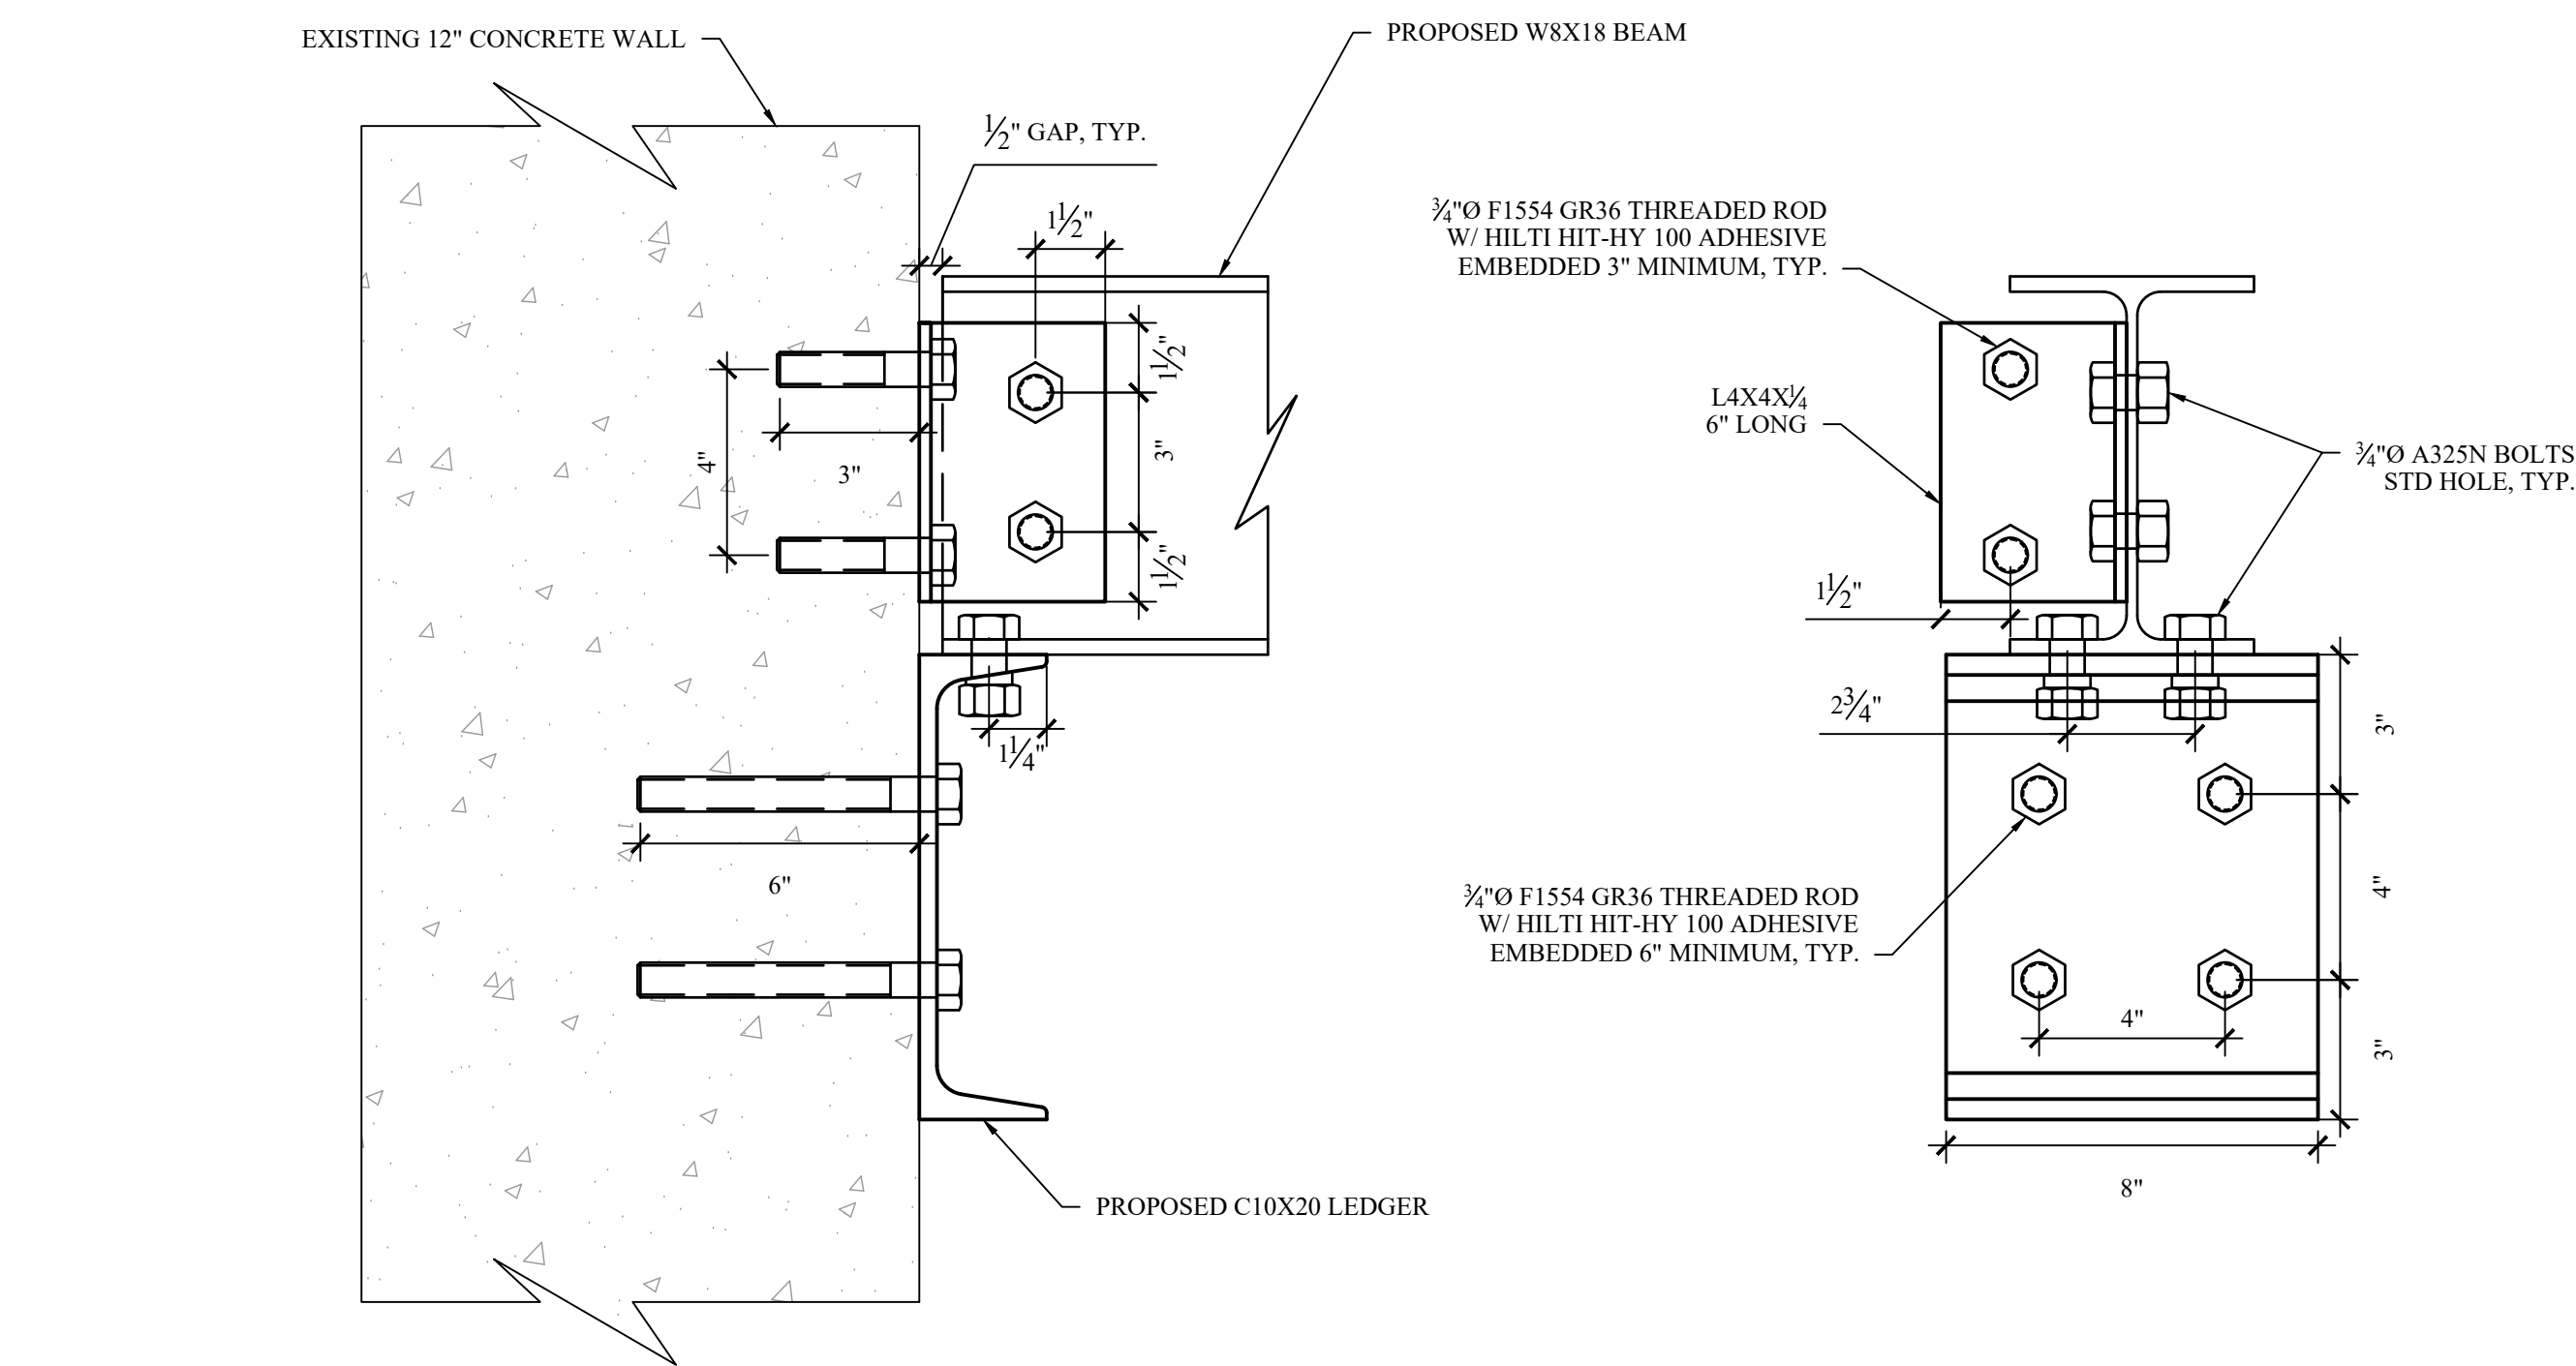 EXISTING 12" CONCRETE WALL
PROPOSED W8X18 BEAM
½" GAP, TYP.
1½"
1½"
3"
1½"
4"
3"
1¼"
6"
PROPOSED C10X20 LEDGER
¾"Ø F1554 GR36 THREADED ROD
W/ HILTI HIT-HY 100 ADHESIVE
EMBEDDED 3" MINIMUM, TYP.
L4X4X¼
6" LONG
¾"Ø A325N BOLTS
STD HOLE, TYP.
1½"
2¾"
3"
4"
3"
¾"Ø F1554 GR36 THREADED ROD
W/ HILTI HIT-HY 100 ADHESIVE
EMBEDDED 6" MINIMUM, TYP.
4"
8"